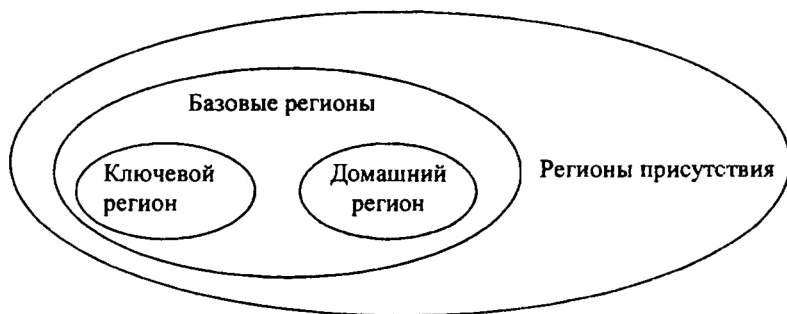 Базовые регионы
Ключевой
регион
Домашний
регион
Регионы присутствия